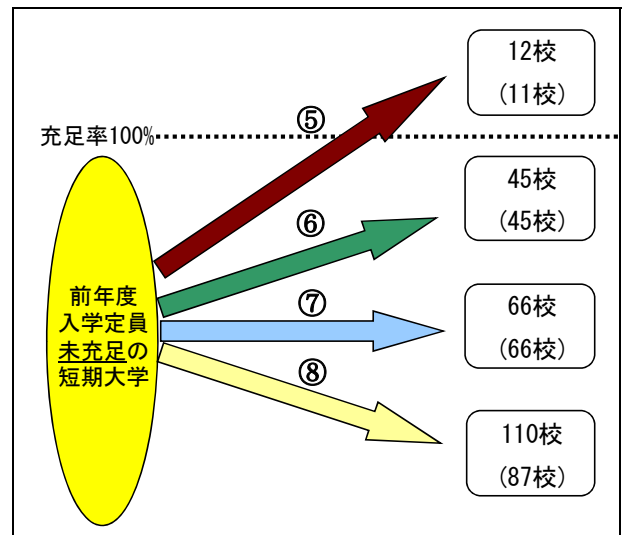 12校
(11校)
⑤
充足率100%
45校
(45校)
⑥
前年度
入学定員
未充足の
短期大学
⑦
66校
(66校)
⑧
110校
(87校)